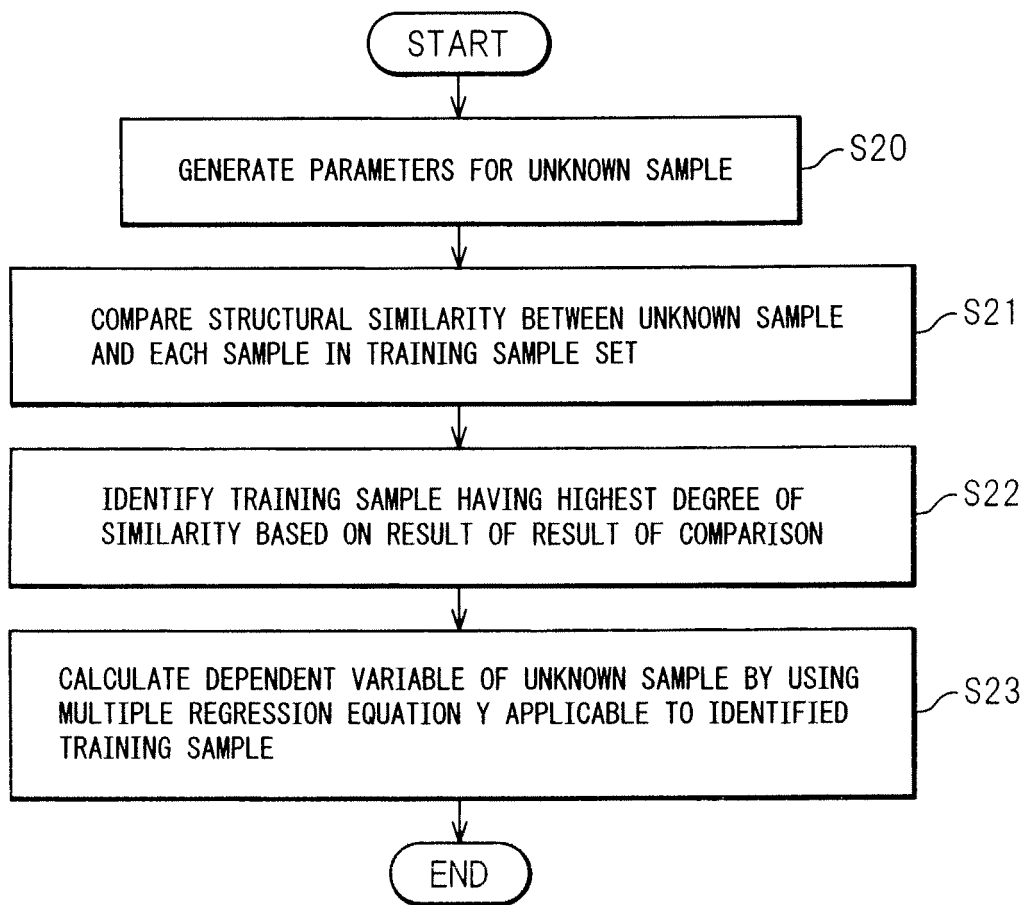 START
GENERATE PARAMETERS FOR UNKNOWN SAMPLE
S20
COMPARE STRUCTURAL SIMILARITY BETWEEN UNKNOWN SAMPLE
AND EACH SAMPLE IN TRAINING SAMPLE SET
S21
IDENTIFY TRAINING SAMPLE HAVING HIGHEST DEGREE OF
SIMILARITY BASED ON RESULT OF RESULT OF COMPARISON
S22
CALCULATE DEPENDENT VARIABLE OF UNKNOWN SAMPLE BY USING
MULTIPLE REGRESSION EQUATION Y APPLICABLE TO IDENTIFIED
TRAINING SAMPLE
S23
END